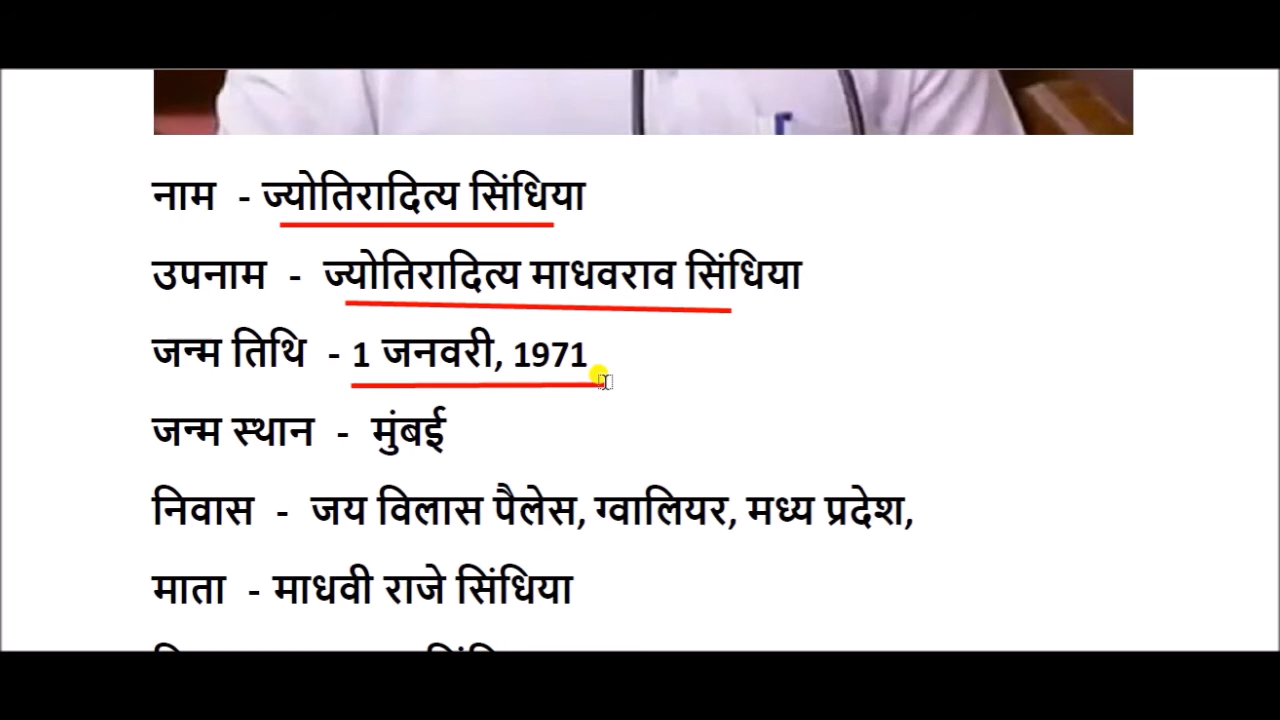 नाम - ज्योतिरादित्य सिंधिया
उपनाम - ज्योतिरादित्य माधवराव सिंधिया
जन्म तिथि - 1 जनवरी, 1971
जन्म स्थान - मुंबई
निवास - जय विलास पैलेस, ग्वालियर, मध्य प्रदेश,
माता - माधवी राजे सिंधिया